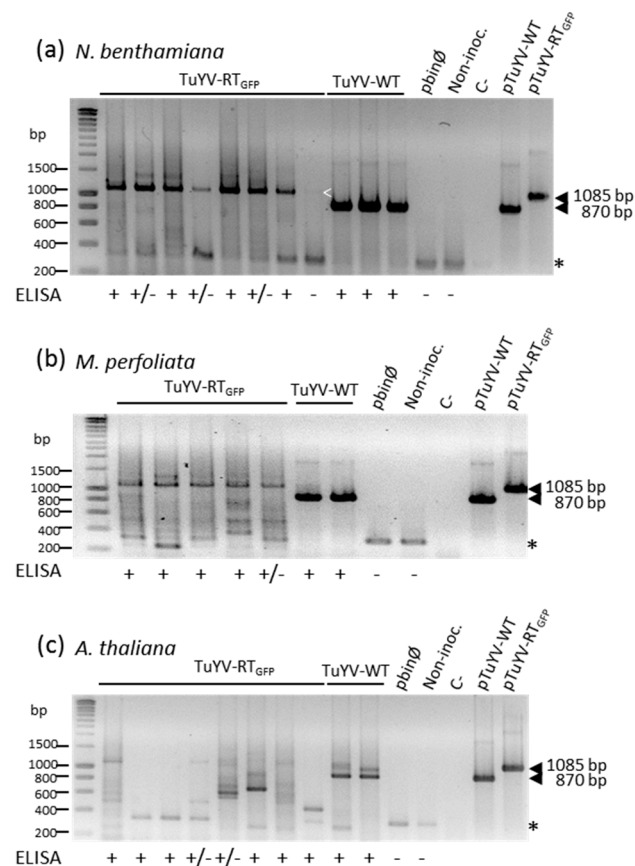 (a) N. benthamiana
TuYV-RTGFP TuYV-WT pbinØ Non-inoc. C- pTuYV-WT pTuYV-RTGFP
bp
1500
1000
800
600
400
200
<
1085 bp
870 bp
*
ELISA + +/- + +/- + +/- + - + + + - -
(b) M. perfoliata
TuYV-RTGFP TuYV-WT pbinØ Non-inoc. C- pTuYV-WT pTuYV-RTGFP
bp
1500
1000
800
600
400
200
1085 bp
870 bp
*
ELISA + + + + +/- + + - -
(c) A. thaliana
TuYV-RTGFP TuYV-WT pbinØ Non-inoc. C- pTuYV-WT pTuYV-RTGFP
bp
1500
1000
800
600
400
200
1085 bp
870 bp
*
ELISA + + + +/- +/- + + + + + - -